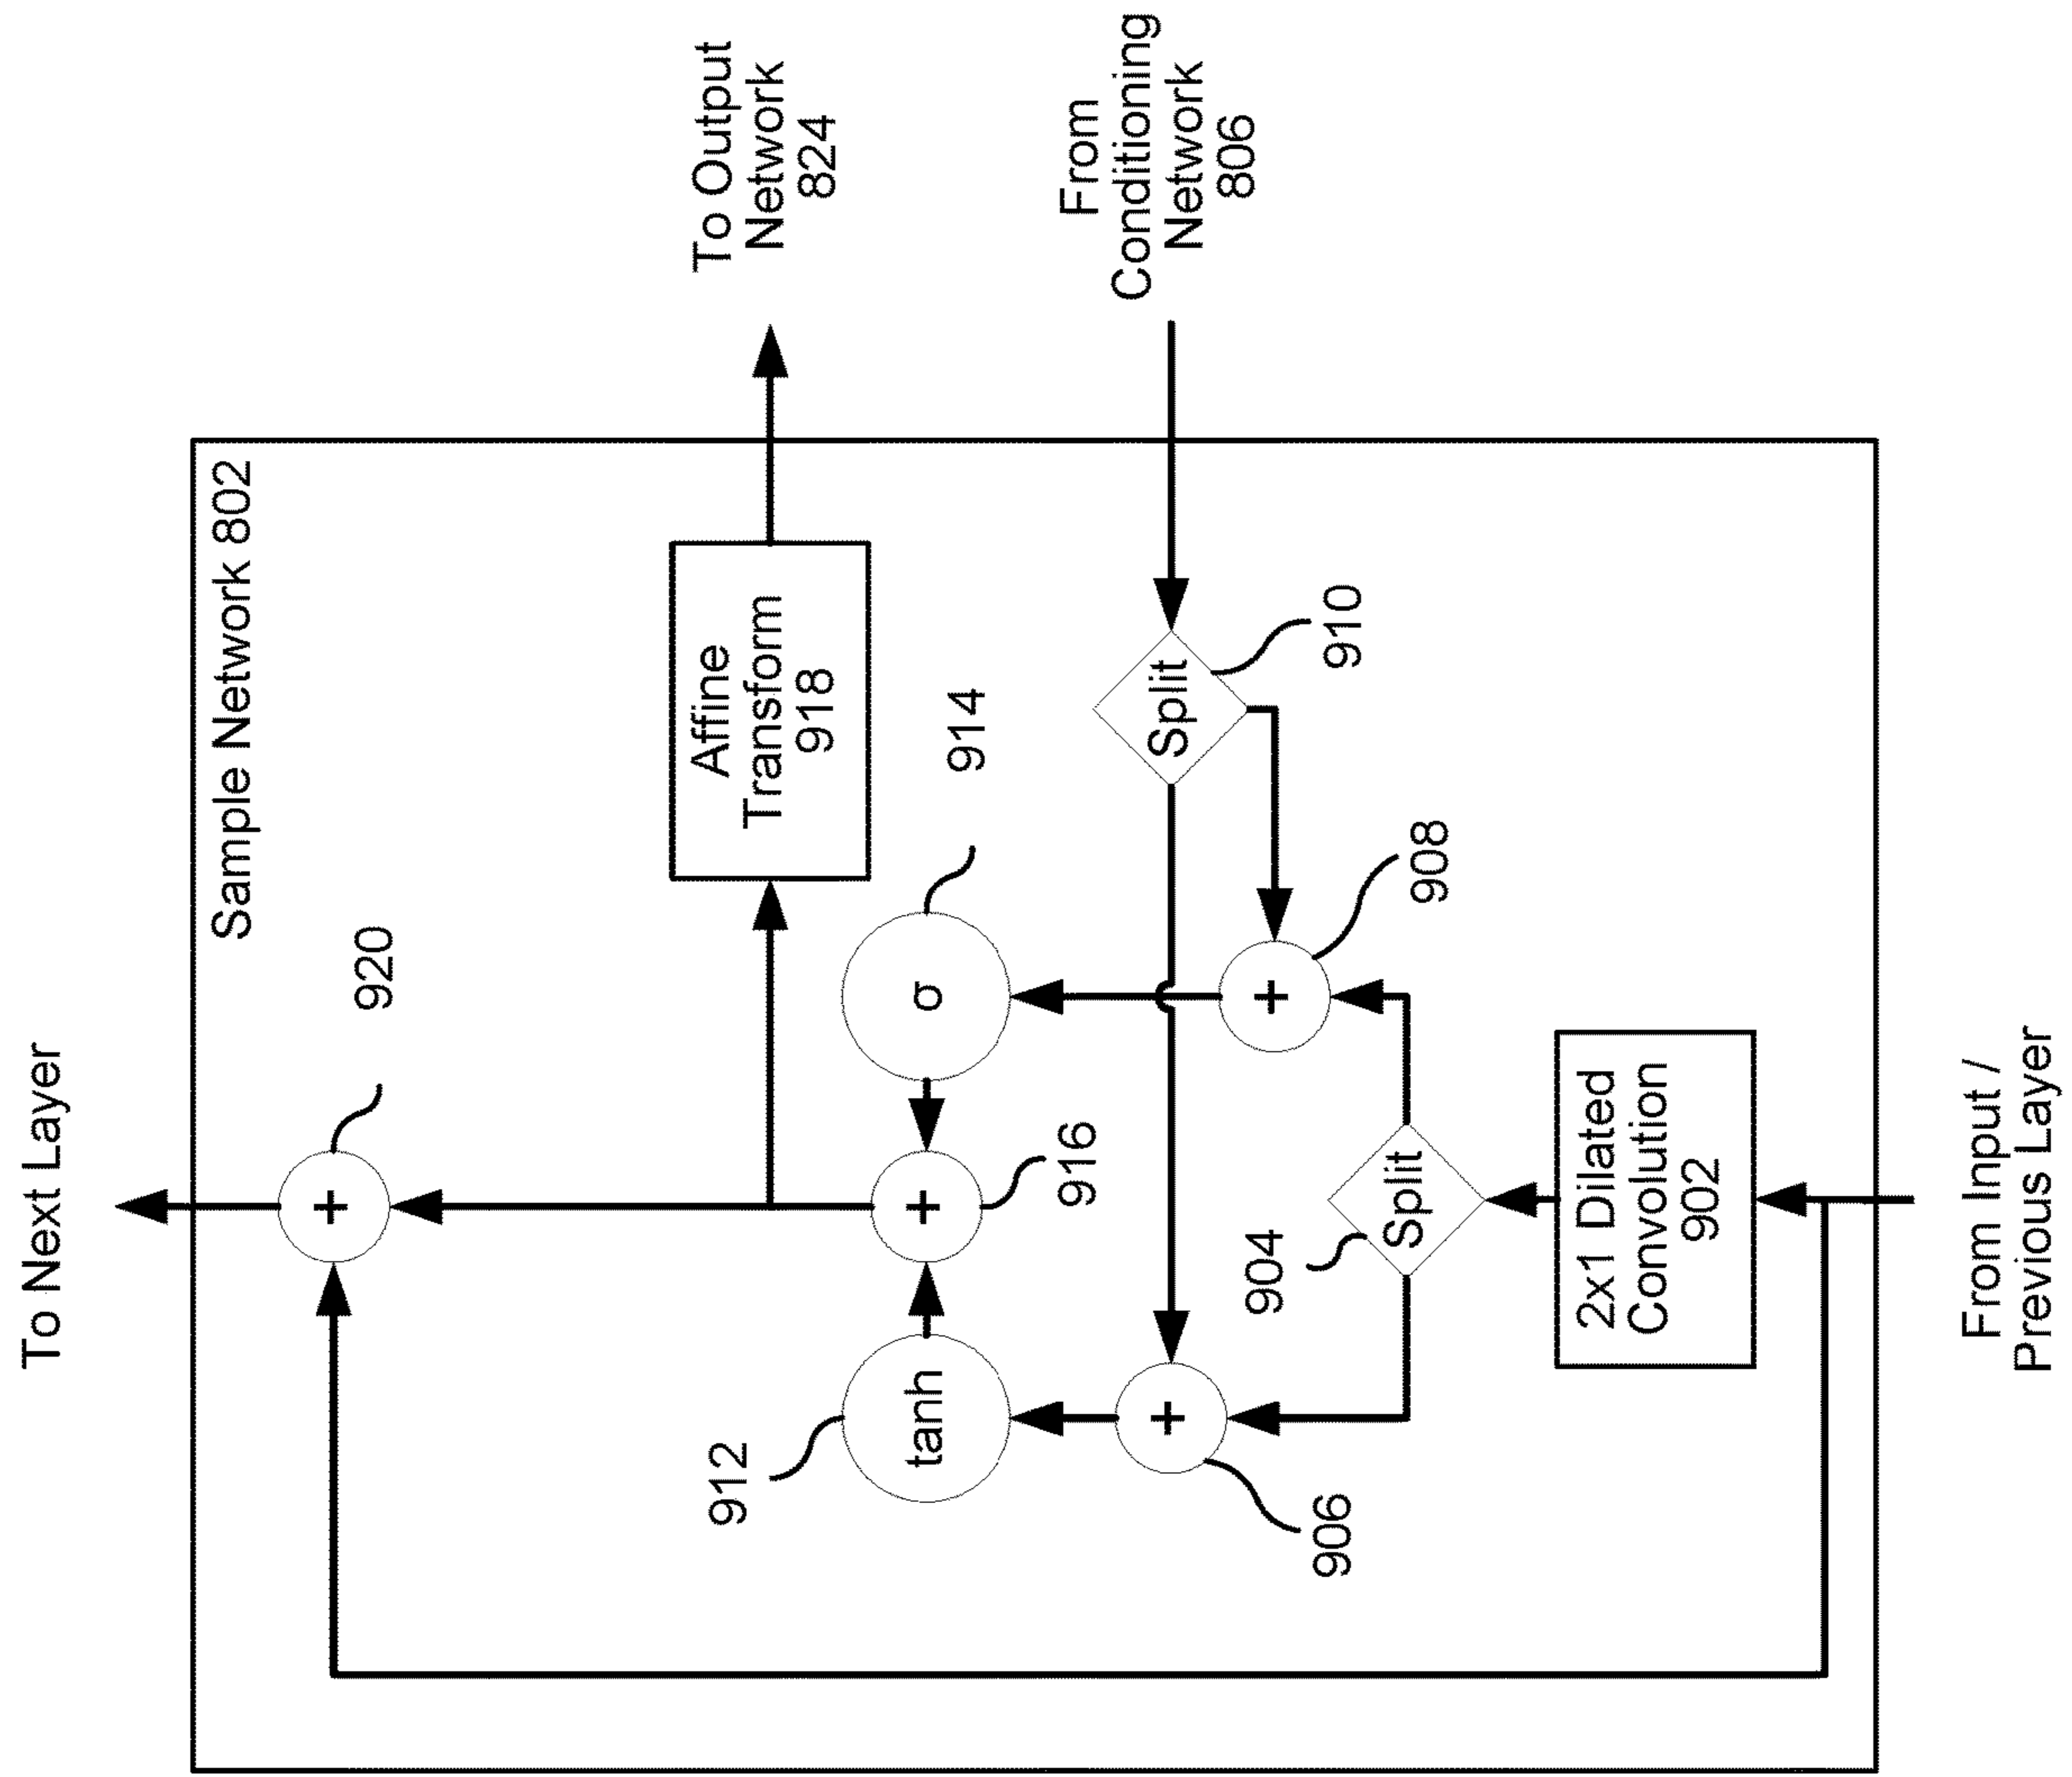 To Next Layer
Sample Network 802
920
To Output
Network
824
Affine
Transform
918
914
912
tanh
+
σ
+
916
From
Conditioning
Network
806
Split
910
+
906
+
908
904
Split
2x1 Dilated
Convolution
902
From Input /
Previous Layer